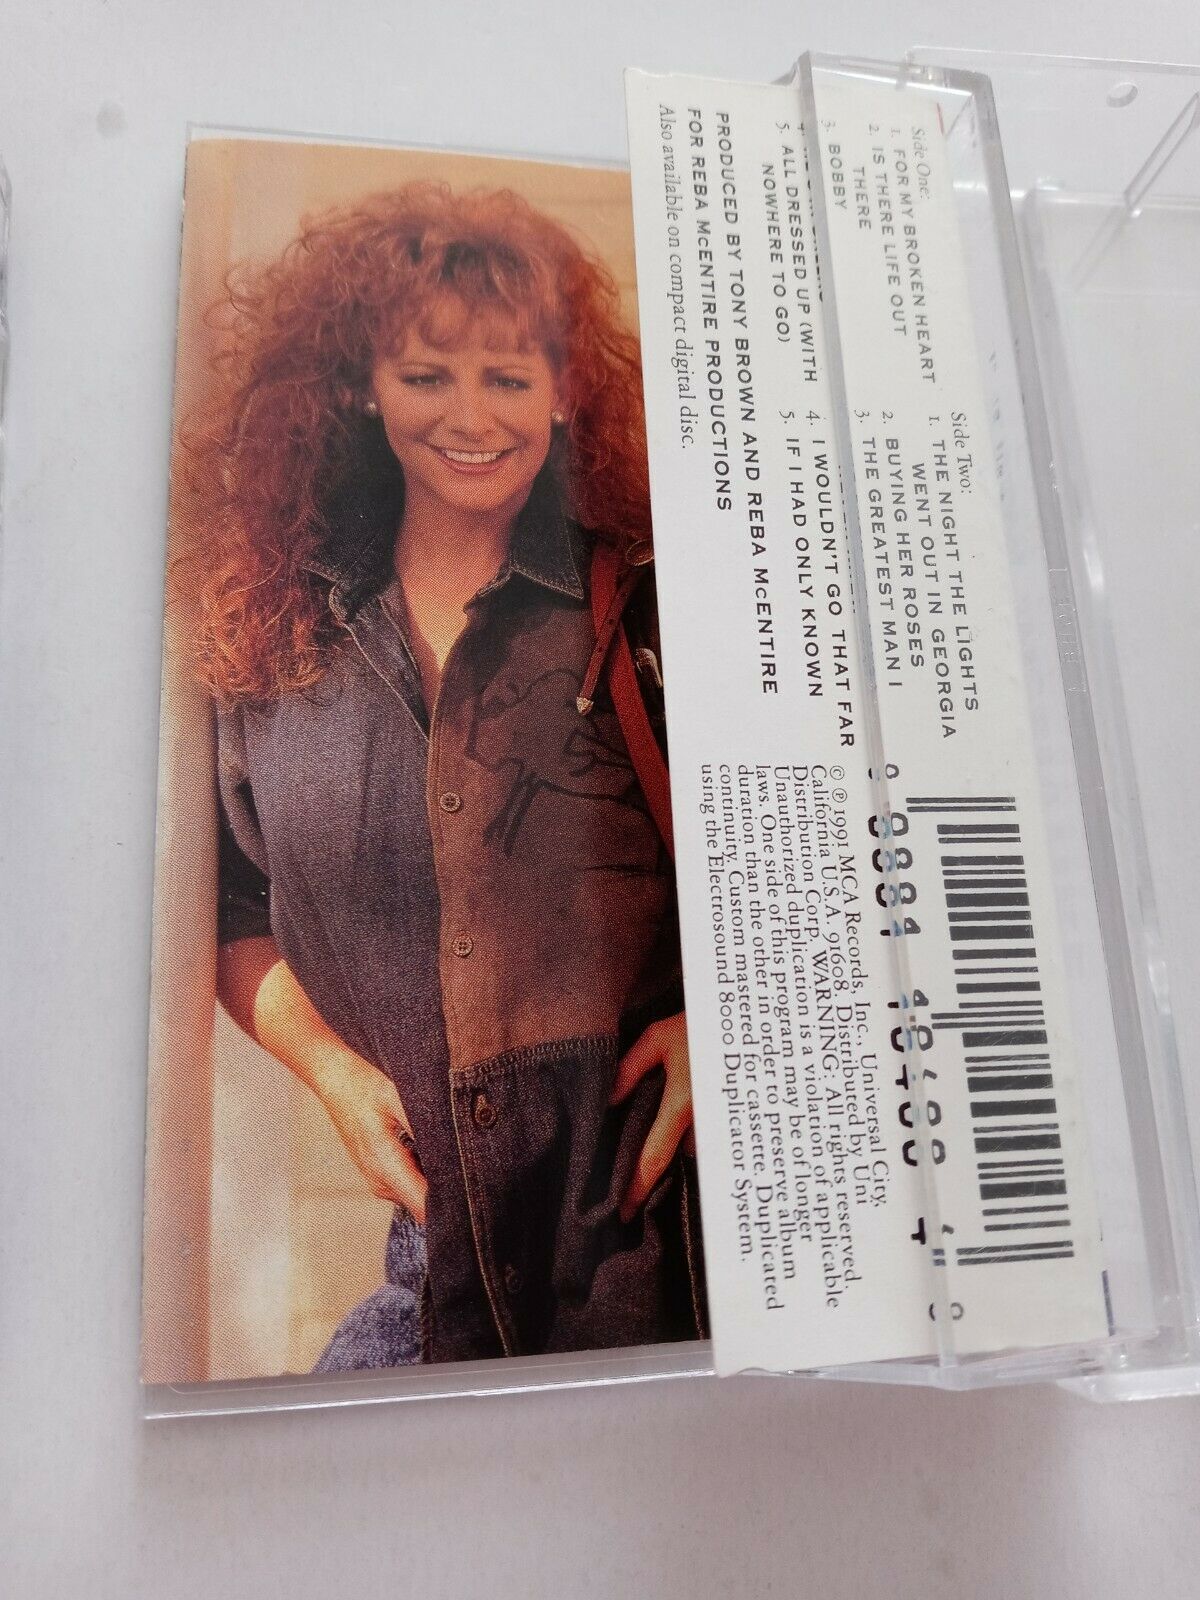 Side One:
1. FOR MY BROKEN HEART
2. IS THERE LIFE OUT
THERE
3. BOBBY
5. ALL DRESSED UP (WITH
NOWHERE TO GO)
Side Two:
1. THE NIGHT THE LIGHTS
WENT OUT IN GEORGIA
2. BUYING HER ROSES
3. THE GREATEST MAN I
4. I WOULDN'T GO THAT FAR
5. IF I HAD ONLY KNOWN
PRODUCED BY TONY BROWN AND REBA McENTIRE
FOR REBA McENTIRE PRODUCTIONS
Also available on compact digital disc.
© ℗ 1991 MCA Records, Inc., Universal City,
California U.S.A. 91608. Distributed by Uni
Distribution Corp. WARNING: All rights reserved.
Unauthorized duplication is a violation of applicable
laws. One side of this program may be of longer
duration than the other in order to preserve album
continuity. Custom mastered for cassette. Duplicated
using the Electrosound 8000 Duplicator System.